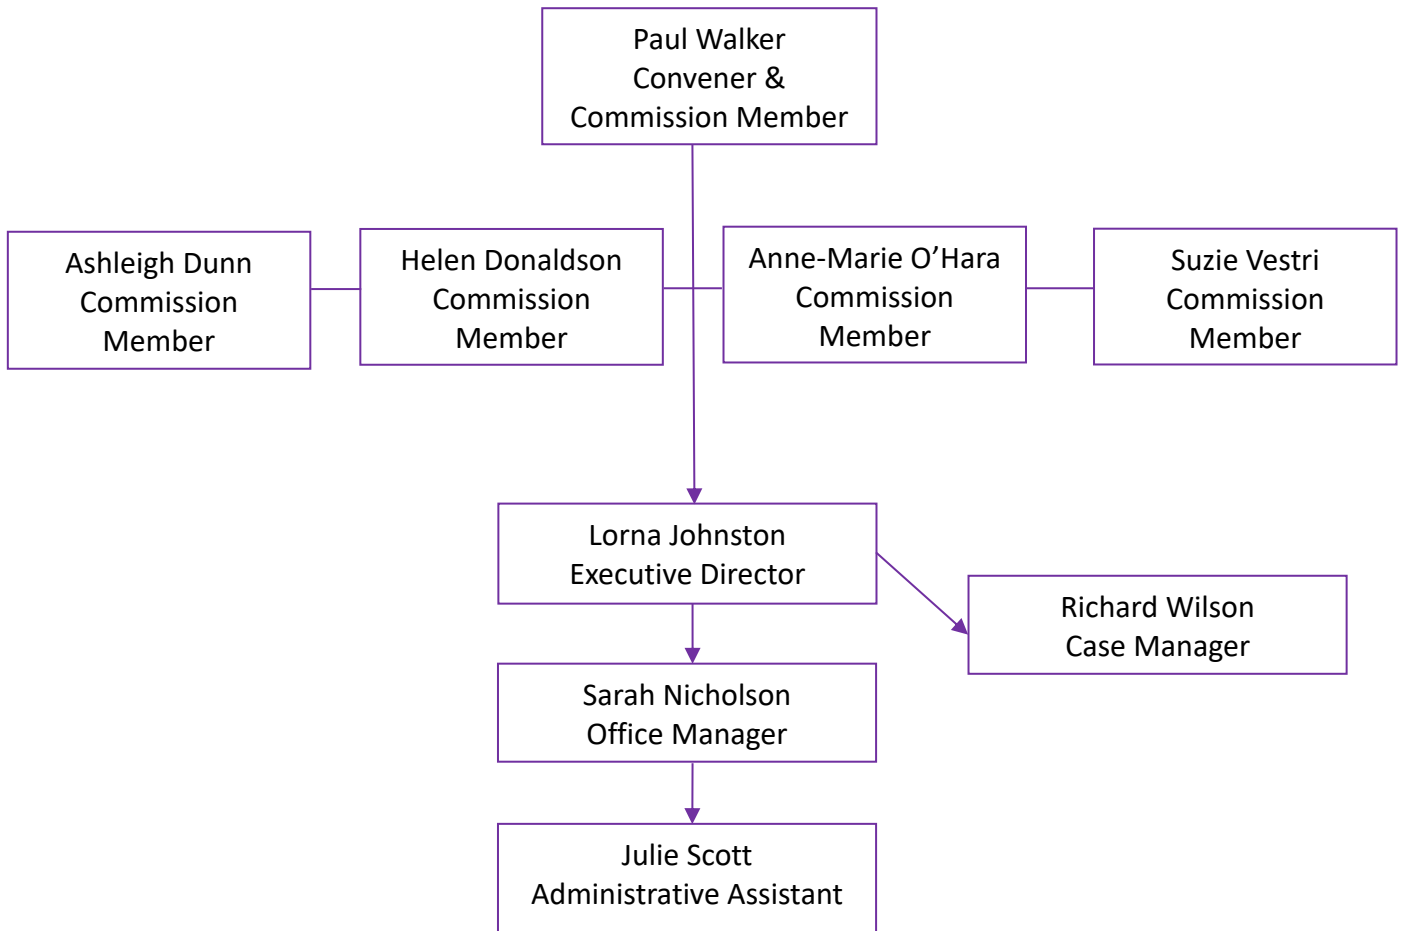 Paul Walker
Convener &
Commission Member
Ashleigh Dunn
Commission
Member
Helen Donaldson
Commission
Member
Anne-Marie O’Hara
Commission
Member
Suzie Vestri
Commission
Member
Lorna Johnston
Executive Director
Richard Wilson
Case Manager
Sarah Nicholson
Office Manager
Julie Scott
Administrative Assistant